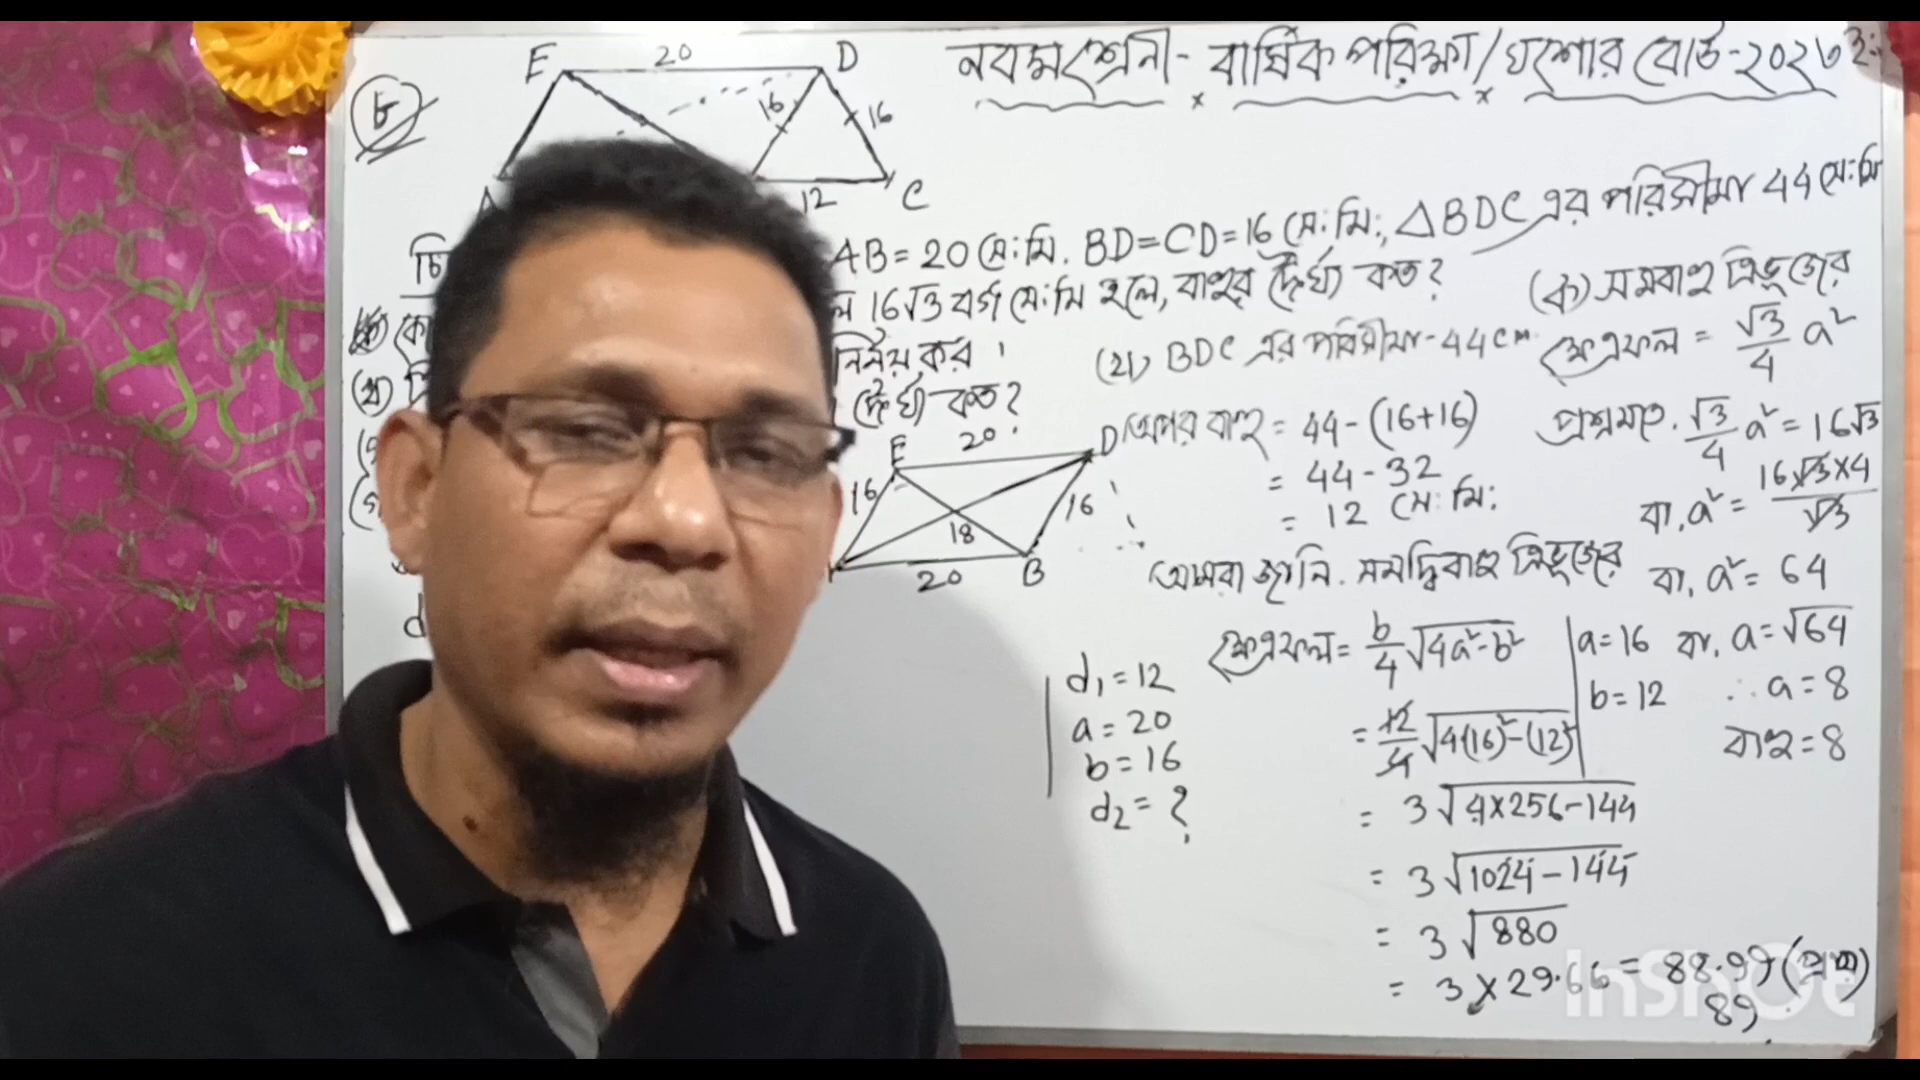 নবমশ্রেনী - বার্ষিক পরিক্ষা / যশোর বোর্ড-২০২৩
E 20 D
16 16
A 12 C
AB = 20 সে:মি. BD = CD = 16 সে:মি:, △BDC এর পরিসীমা 44 সে:মি
16√3 বর্গ সে:মি হলে, বাহুর দৈর্ঘ্য কত?
নির্নয় কর।
(খ)
দৈর্ঘ্য কত?
(ক) সমবাহু ত্রিভূজের
ক্ষেত্রফল = √3/4 a²
প্রশ্নমতে. √3/4 a² = 16√3
বা, a² = 16√3×4/√3
বা, a² = 64
বা, a = √64
∴ a = 8
বাহু = 8
(খ) BDC এর পরিসীমা - 44 cm
অপর বাহু = 44 - (16+16)
= 44 - 32
= 12 সে:মি:
আমরা জানি. সমদ্বিবাহু ত্রিভূজের
ক্ষেত্রফল = b/4 √4a²-b²
a = 16
b = 12
= 12/4 √4(16)²-(12)²
= 3√4×256-144
= 3√1024-144
= 3√880
= 3 × 29.66 = 88.99 (প্রায়)
89
E 20 D
16 18 16
20 B
d
d₁ = 12
a = 20
b = 16
d₂ = ?
InShOt